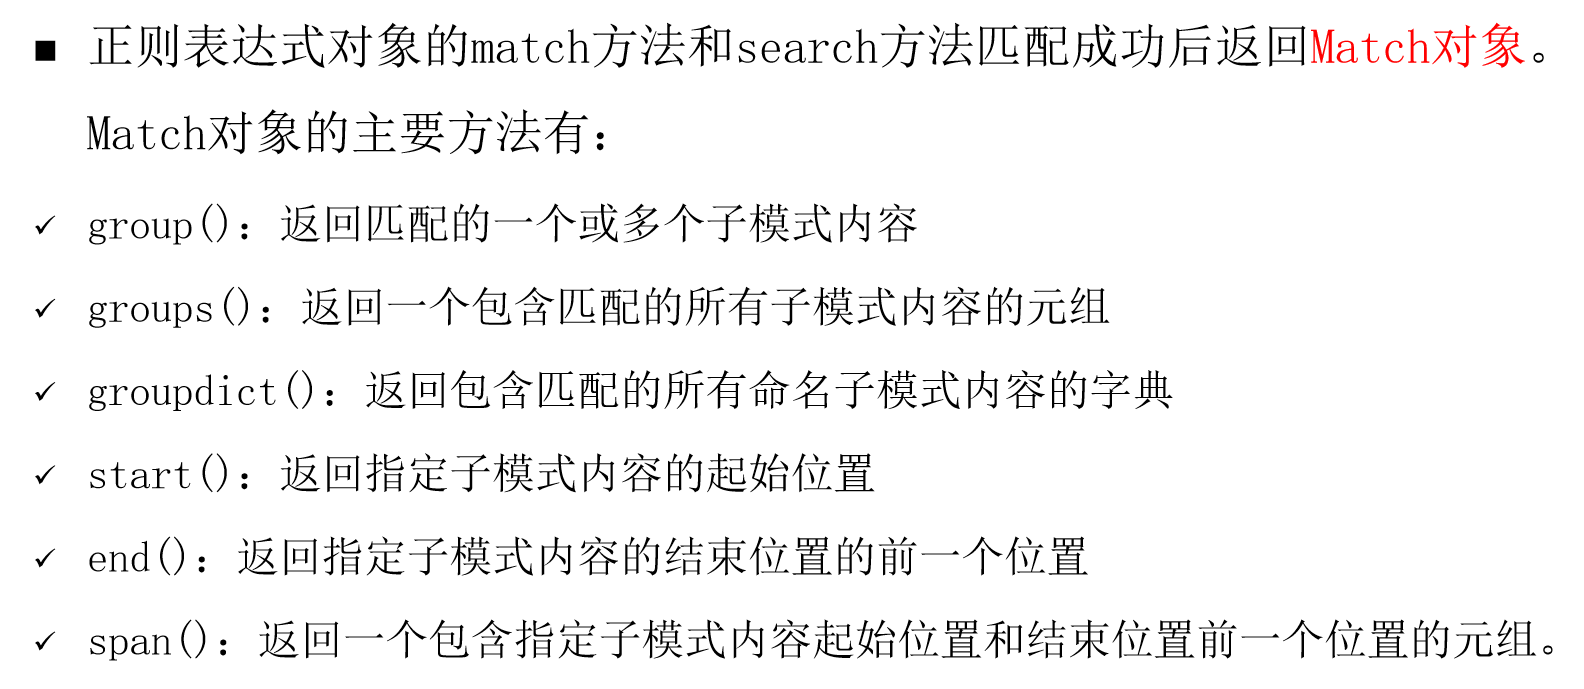 ■ 正则表达式对象的match方法和search方法匹配成功后返回Match对象。
Match对象的主要方法有：
✓ group()：返回匹配的一个或多个子模式内容
✓ groups()：返回一个包含匹配的所有子模式内容的元组
✓ groupdict()：返回包含匹配的所有命名子模式内容的字典
✓ start()：返回指定子模式内容的起始位置
✓ end()：返回指定子模式内容的结束位置的前一个位置
✓ span()：返回一个包含指定子模式内容起始位置和结束位置前一个位置的元组。